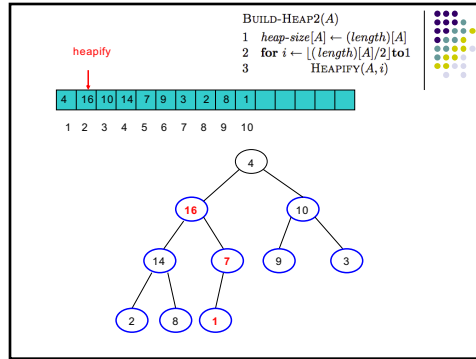 BUILD-HEAP2(A)
1 heap-size[A] ← (length)[A]
2 for i ← ⌊(length)[A]/2⌋to1
3 HEAPIFY(A, i)
heapify
4 16 10 14 7 9 3 2 8 1
1 2 3 4 5 6 7 8 9 10
4
16 10
14 7 9 3
2 8 1